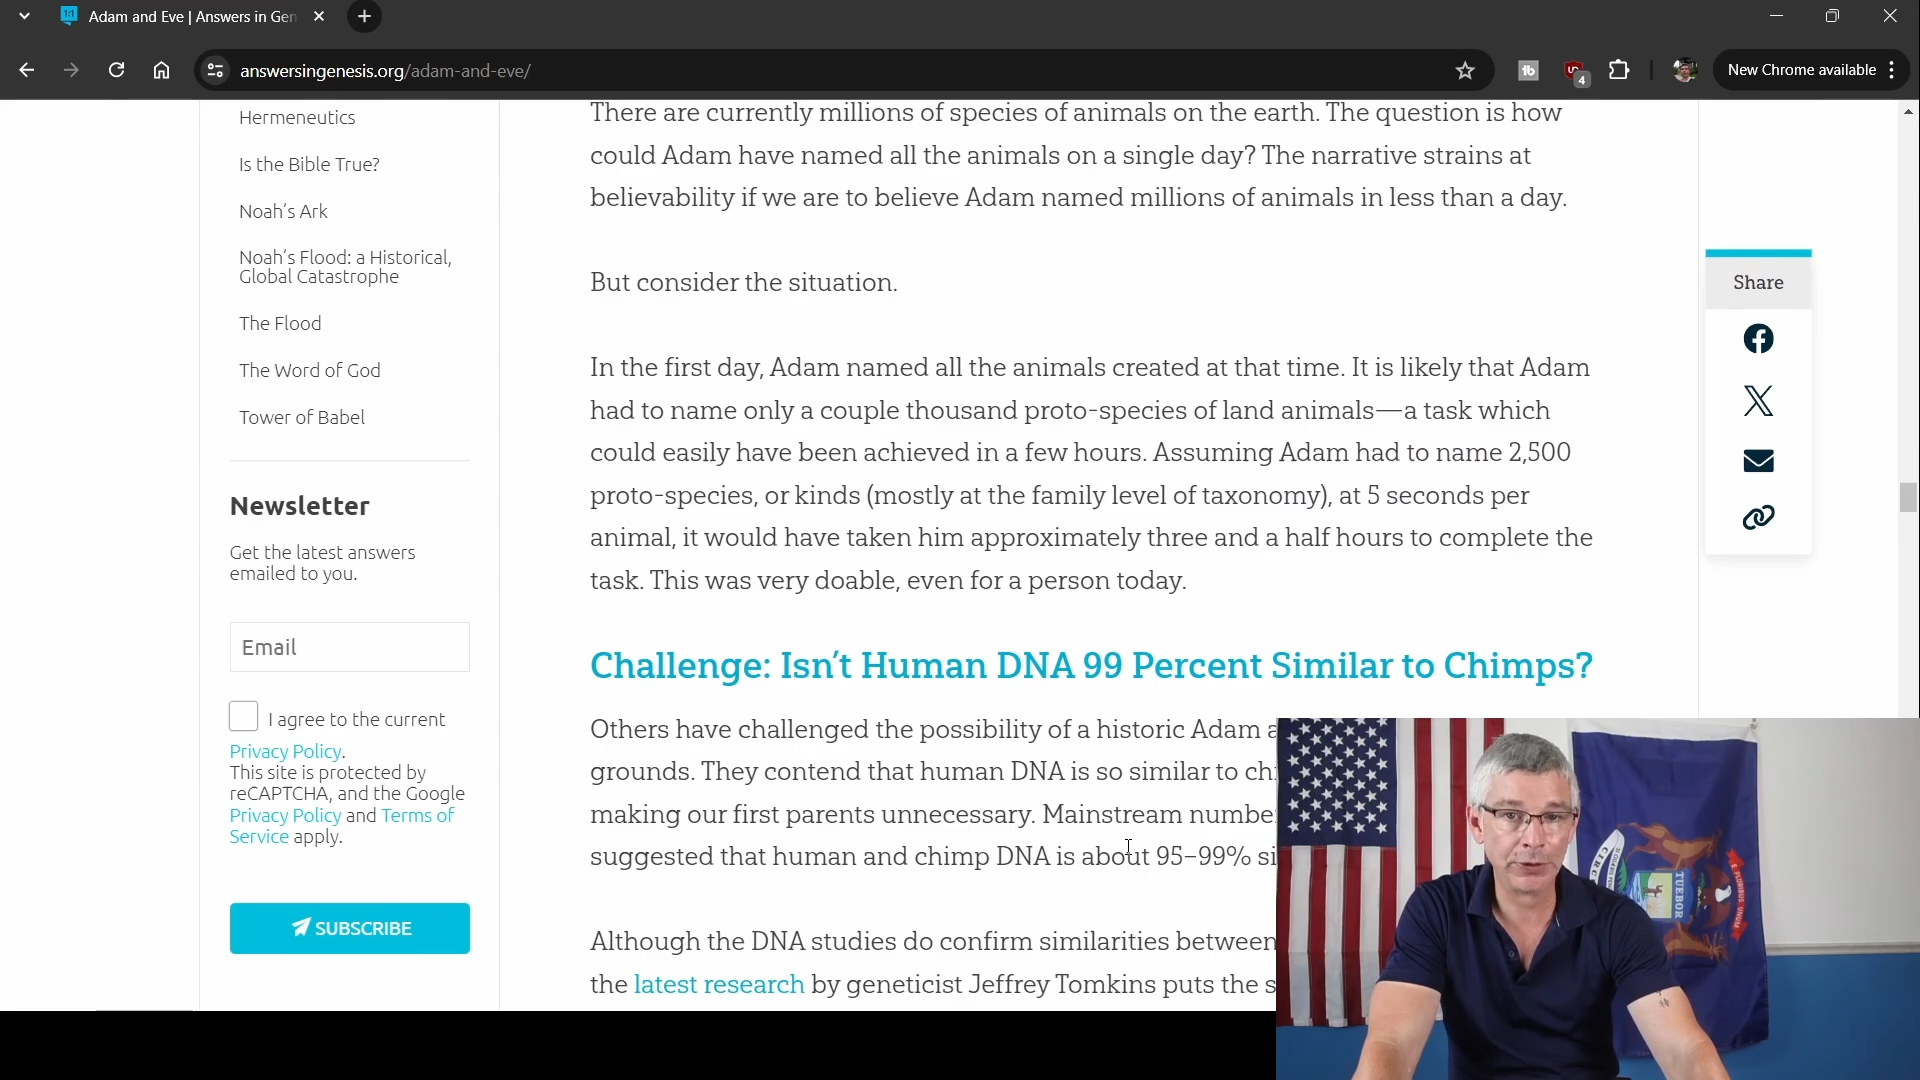 Adam and Eve | Answers in Gen
answersingenesis.org/adam-and-eve/
4
New Chrome available
Hermeneutics
Is the Bible True?
Noah's Ark
Noah's Flood: a Historical,
Global Catastrophe
The Flood
The Word of God
Tower of Babel
Newsletter
Get the latest answers
emailed to you.
Email
I agree to the current
Privacy Policy.
This site is protected by
reCAPTCHA, and the Google
Privacy Policy and Terms of
Service apply.
SUBSCRIBE
There are currently millions of species of animals on the earth. The question is how
could Adam have named all the animals on a single day? The narrative strains at
believability if we are to believe Adam named millions of animals in less than a day.
But consider the situation.
In the first day, Adam named all the animals created at that time. It is likely that Adam
had to name only a couple thousand proto-species of land animals—a task which
could easily have been achieved in a few hours. Assuming Adam had to name 2,500
proto-species, or kinds (mostly at the family level of taxonomy), at 5 seconds per
animal, it would have taken him approximately three and a half hours to complete the
task. This was very doable, even for a person today.
Challenge: Isn't Human DNA 99 Percent Similar to Chimps?
Others have challenged the possibility of a historic Adam a
grounds. They contend that human DNA is so similar to chi
making our first parents unnecessary. Mainstream numbe
suggested that human and chimp DNA is about 95–99% si
Although the DNA studies do confirm similarities between
the latest research by geneticist Jeffrey Tomkins puts the s
Share
TUEBOR
E PLURIBUS UNUM